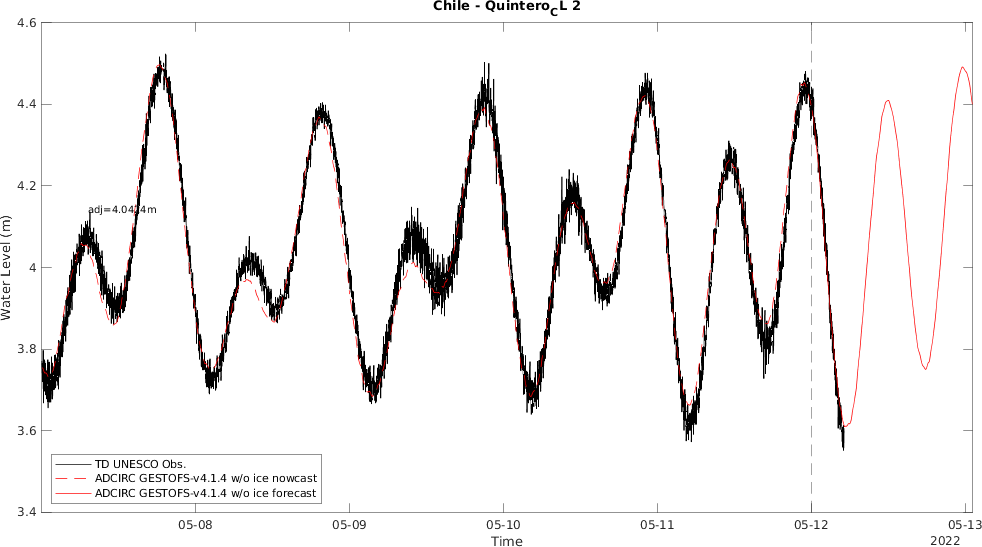 Chile - Quintero_CL 2
4.6
4.4
4.2
4
3.8
3.6
3.4
Water Level (m)
adj=4.0424m
TD UNESCO Obs.
ADCIRC GESTOFS-v4.1.4 w/o ice nowcast
ADCIRC GESTOFS-v4.1.4 w/o ice forecast
05-08
05-09
05-10
05-11
05-12
05-13
Time
2022